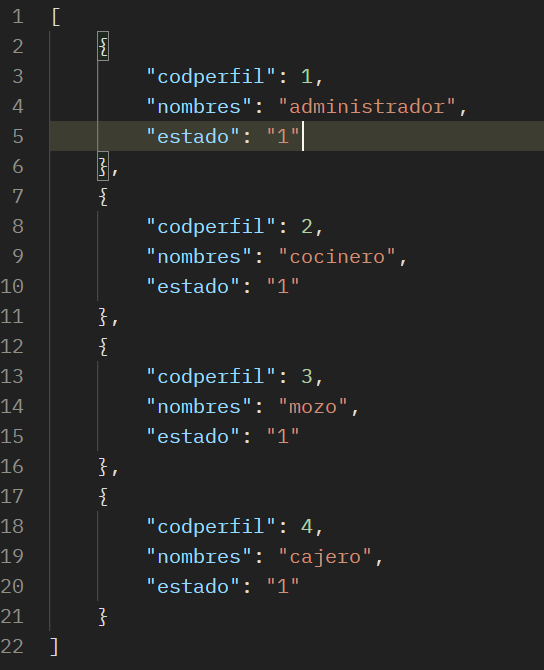 1 [
2 {
3 "codperfil": 1,
4 "nombres": "administrador",
5 "estado": "1"
6 },
7 {
8 "codperfil": 2,
9 "nombres": "cocinero",
10 "estado": "1"
11 },
12 {
13 "codperfil": 3,
14 "nombres": "mozo",
15 "estado": "1"
16 },
17 {
18 "codperfil": 4,
19 "nombres": "cajero",
20 "estado": "1"
21 }
22 ]